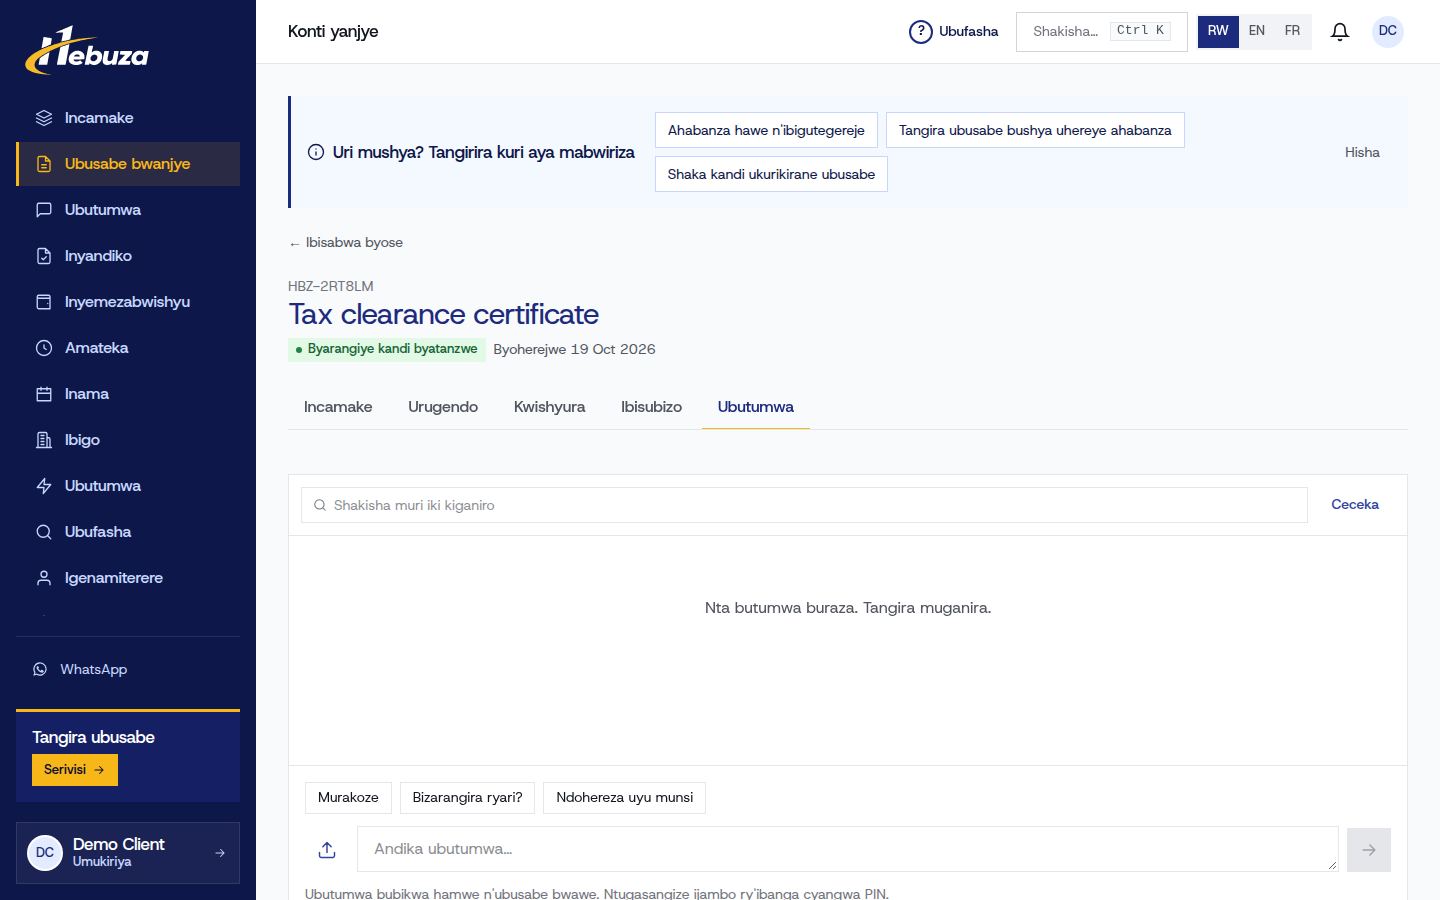 Hebuza
Incamake
Ubusabe bwanjye
Ubutumwa
Inyandiko
Inyemezabwishyu
Amateka
Inama
Ibigo
Ubutumwa
Ubufasha
Igenamiterere
WhatsApp
Tangira ubusabe
Serivisi →
DC
Demo Client
Umukiriya
→
Konti yanjye
? Ubufasha
Shakisha... Ctrl K
RW EN FR
DC
Uri mushya? Tangirira kuri aya mabwiriza
Ahabanza hawe n'ibigutegereje
Tangira ubusabe bushya uhereye ahabanza
Shaka kandi ukurikirane ubusabe
Hisha
← Ibisabwa byose
HBZ-2RT8LM
Tax clearance certificate
Byarangiye kandi byatanzwe Byoherejwe 19 Oct 2026
Incamake Urugendo Kwishyura Ibisubizo Ubutumwa
Shakisha muri iki kiganiro
Ceceka
Nta butumwa buraza. Tangira muganira.
Murakoze Bizarangira ryari? Ndohereza uyu munsi
Andika ubutumwa...
→
Ubutumwa bubikwa hamwe n'ubusabe bwawe. Ntugasangize ijambo ry'ibanga cyangwa PIN.